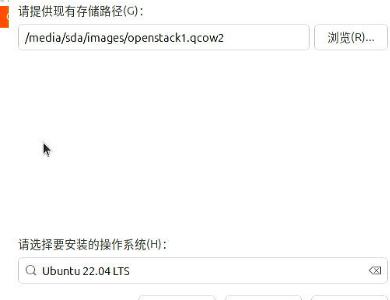 请提供现有存储路径(G)：
/media/sda/images/openstack1.qcow2
浏览(R)...
请选择要安装的操作系统(H)：
Ubuntu 22.04 LTS